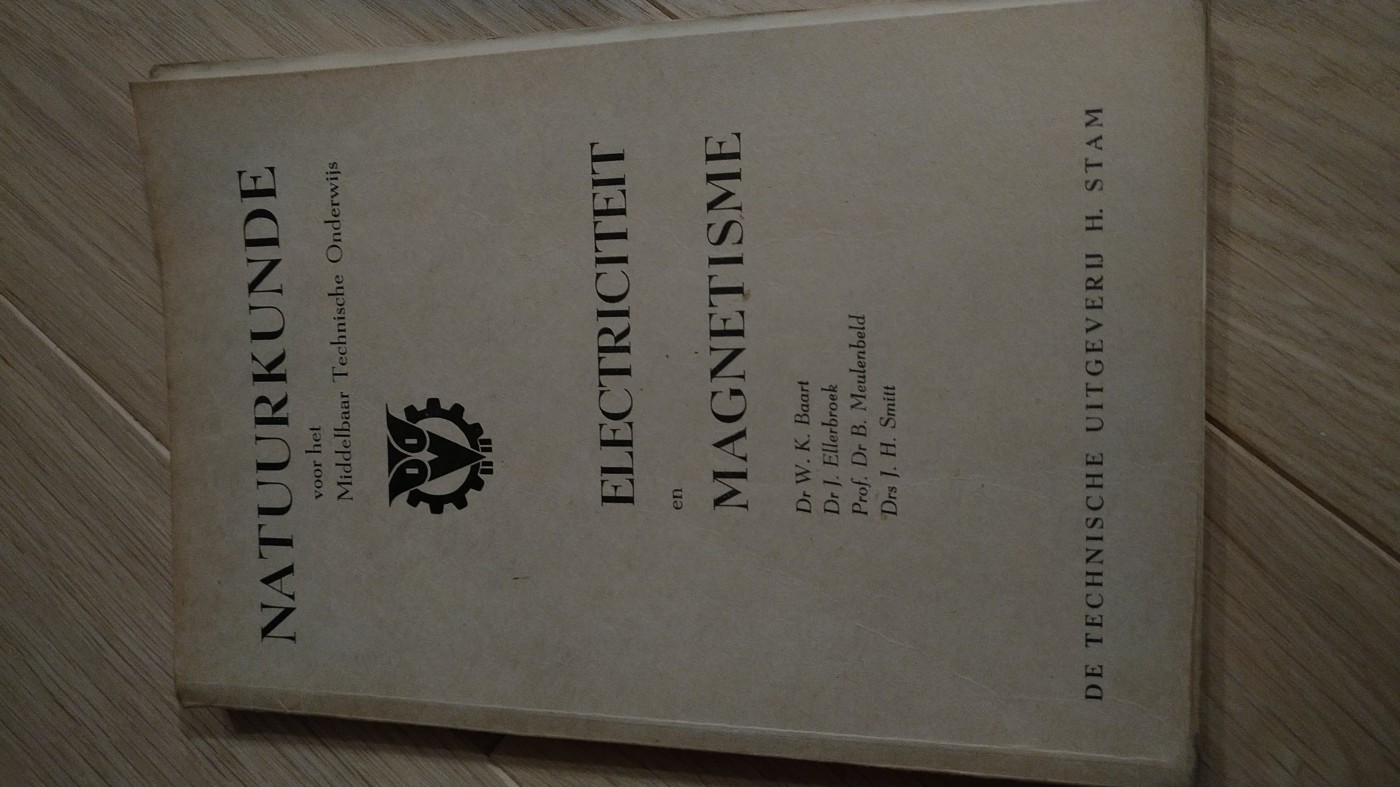 NATUURKUNDE
voor het
Middelbaar Technische Onderwijs
ELECTRICITEIT
en
MAGNETISME
Dr W. K. Baart
Dr J. Ellerbroek
Prof. Dr B. Meulenbeld
Drs J. H. Smitt
DE TECHNISCHE UITGEVERIJ H. STAM